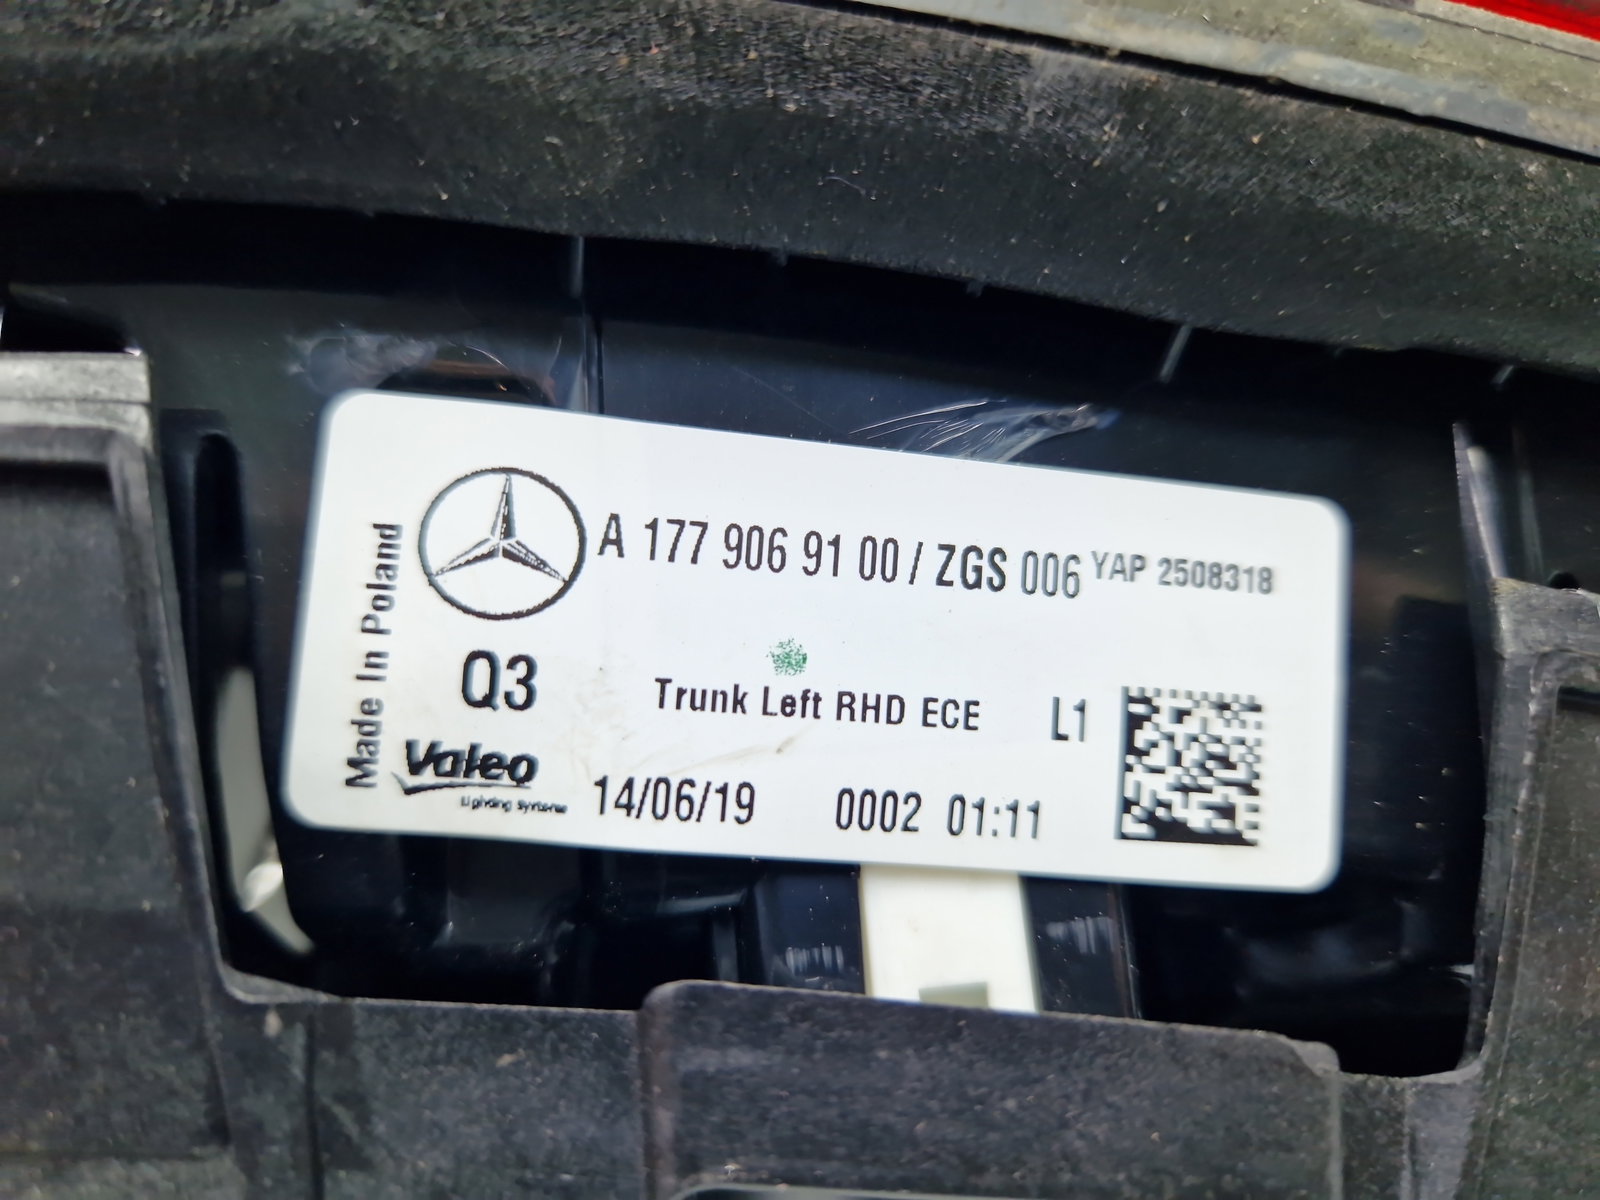 A 177 906 91 00 / ZGS 006 YAP 2508318
Made In Poland
Q3
Trunk Left RHD ECE L1
Valeo
Lighting Systems
14/06/19 0002 01:11